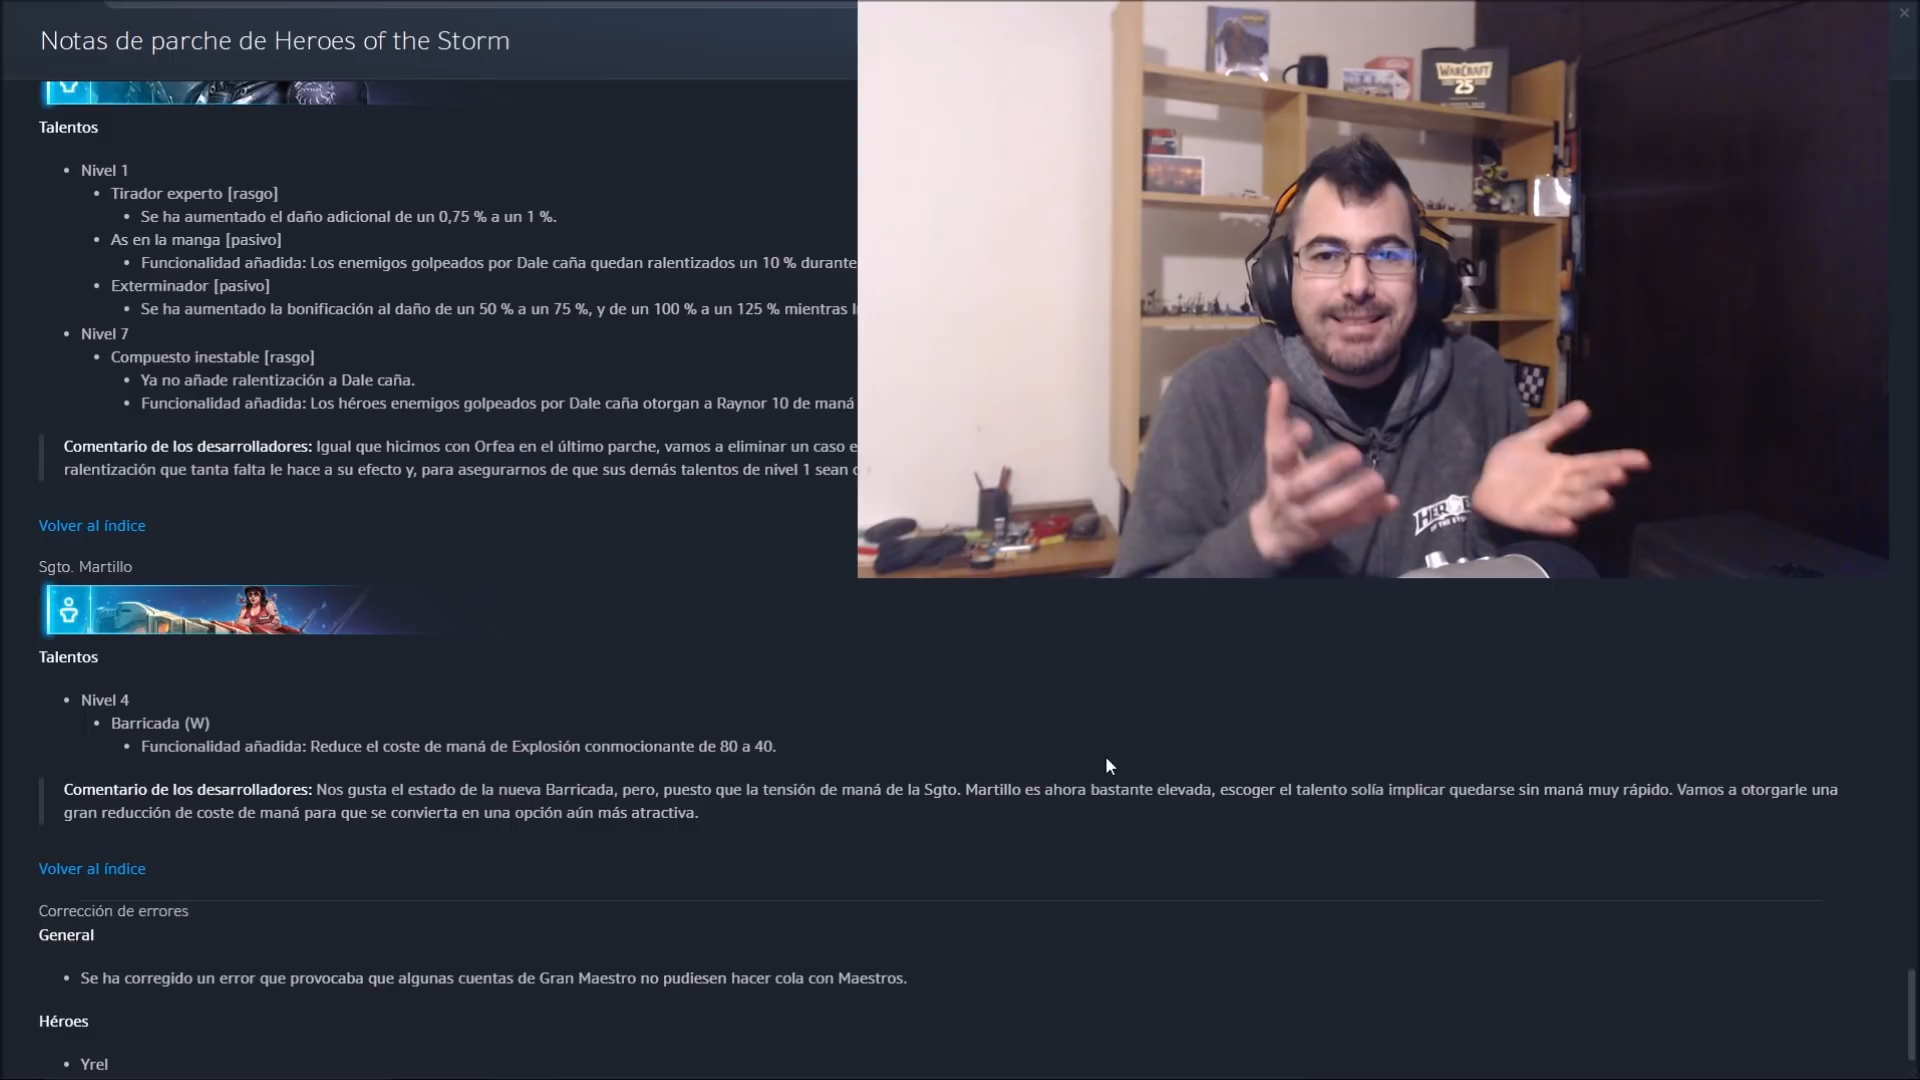 Notas de parche de Heroes of the Storm
Talentos
Nivel 1
Tirador experto [rasgo]
Se ha aumentado el daño adicional de un 0,75 % a un 1 %.
As en la manga [pasivo]
Funcionalidad añadida: Los enemigos golpeados por Dale caña quedan ralentizados un 10 % durante
Exterminador [pasivo]
Se ha aumentado la bonificación al daño de un 50 % a un 75 %, y de un 100 % a un 125 % mientras
Nivel 7
Compuesto inestable [rasgo]
Ya no añade ralentización a Dale caña.
Funcionalidad añadida: Los héroes enemigos golpeados por Dale caña otorgan a Raynor 10 de maná
Comentario de los desarrolladores: Igual que hicimos con Orfea en el último parche, vamos a eliminar un caso
ralentización que tanta falta le hace a su efecto y, para asegurarnos de que sus demás talentos de nivel 1 sean
Volver al índice
Sgto. Martillo
Talentos
Nivel 4
Barricada (W)
Funcionalidad añadida: Reduce el coste de maná de Explosión conmocionante de 80 a 40.
Comentario de los desarrolladores: Nos gusta el estado de la nueva Barricada, pero, puesto que la tensión de maná de la Sgto. Martillo es ahora bastante elevada, escoger el talento solía implicar quedarse sin maná muy rápido. Vamos a otorgarle una
gran reducción de coste de maná para que se convierta en una opción aún más atractiva.
Volver al índice
Corrección de errores
General
Se ha corregido un error que provocaba que algunas cuentas de Gran Maestro no pudiesen hacer cola con Maestros.
Héroes
Yrel
WARCRAFT
25